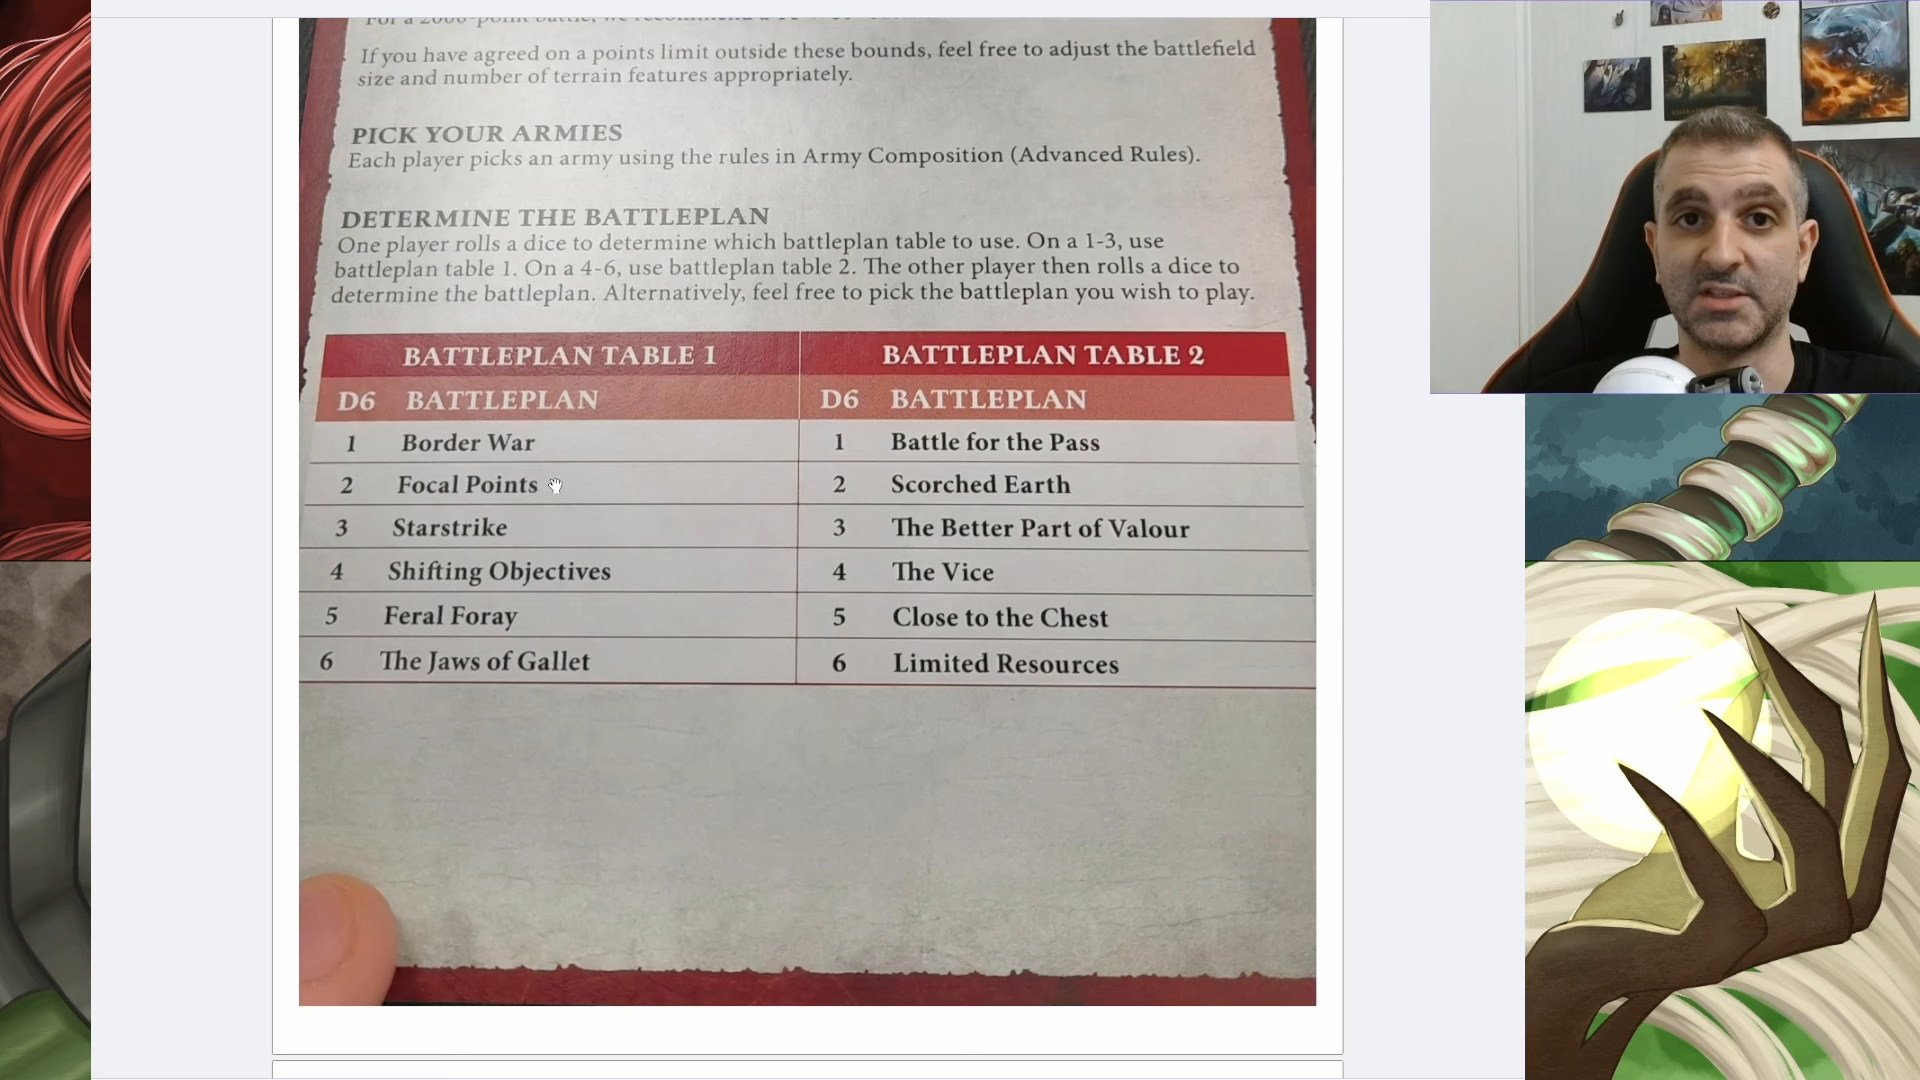 If you have agreed on a points limit outside these bounds, feel free to adjust the battlefield
size and number of terrain features appropriately.
PICK YOUR ARMIES
Each player picks an army using the rules in Army Composition (Advanced Rules).
DETERMINE THE BATTLEPLAN
One player rolls a dice to determine which battleplan table to use. On a 1-3, use
battleplan table 1. On a 4-6, use battleplan table 2. The other player then rolls a dice to
determine the battleplan. Alternatively, feel free to pick the battleplan you wish to play.
BATTLEPLAN TABLE 1 BATTLEPLAN TABLE 2
D6 BATTLEPLAN D6 BATTLEPLAN
1 Border War 1 Battle for the Pass
2 Focal Points 2 Scorched Earth
3 Starstrike 3 The Better Part of Valour
4 Shifting Objectives 4 The Vice
5 Feral Foray 5 Close to the Chest
6 The Jaws of Gallet 6 Limited Resources